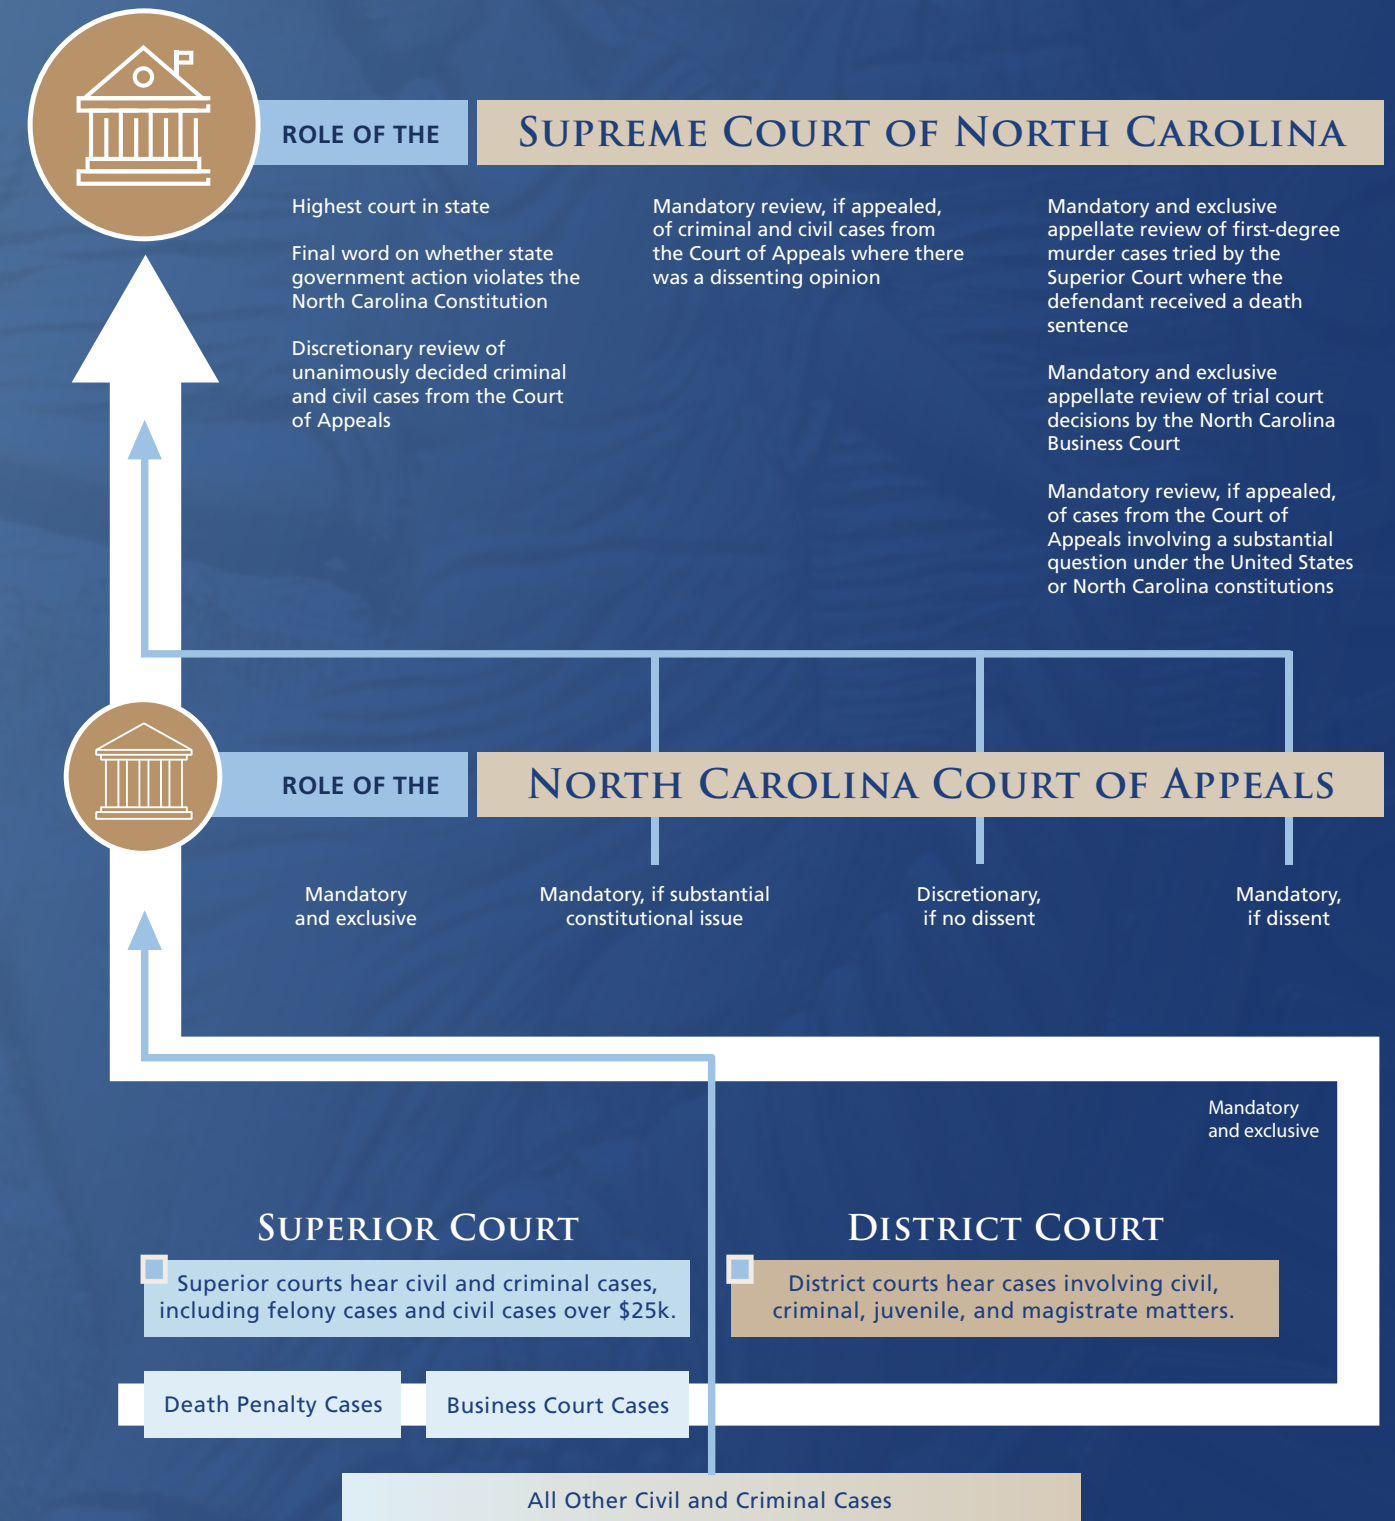 ROLE OF THE
SUPREME COURT OF NORTH CAROLINA
Highest court in state
Final word on whether state
government action violates the
North Carolina Constitution
Discretionary review of
unanimously decided criminal
and civil cases from the Court
of Appeals
Mandatory review, if appealed,
of criminal and civil cases from
the Court of Appeals where there
was a dissenting opinion
Mandatory and exclusive
appellate review of first-degree
murder cases tried by the
Superior Court where the
defendant received a death
sentence
Mandatory and exclusive
appellate review of trial court
decisions by the North Carolina
Business Court
Mandatory review, if appealed,
of cases from the Court of
Appeals involving a substantial
question under the United States
or North Carolina constitutions
ROLE OF THE
NORTH CAROLINA COURT OF APPEALS
Mandatory
and exclusive
Mandatory, if substantial
constitutional issue
Discretionary,
if no dissent
Mandatory,
if dissent
Mandatory
and exclusive
SUPERIOR COURT
Superior courts hear civil and criminal cases,
including felony cases and civil cases over $25k.
DISTRICT COURT
District courts hear cases involving civil,
criminal, juvenile, and magistrate matters.
Death Penalty Cases
Business Court Cases
All Other Civil and Criminal Cases